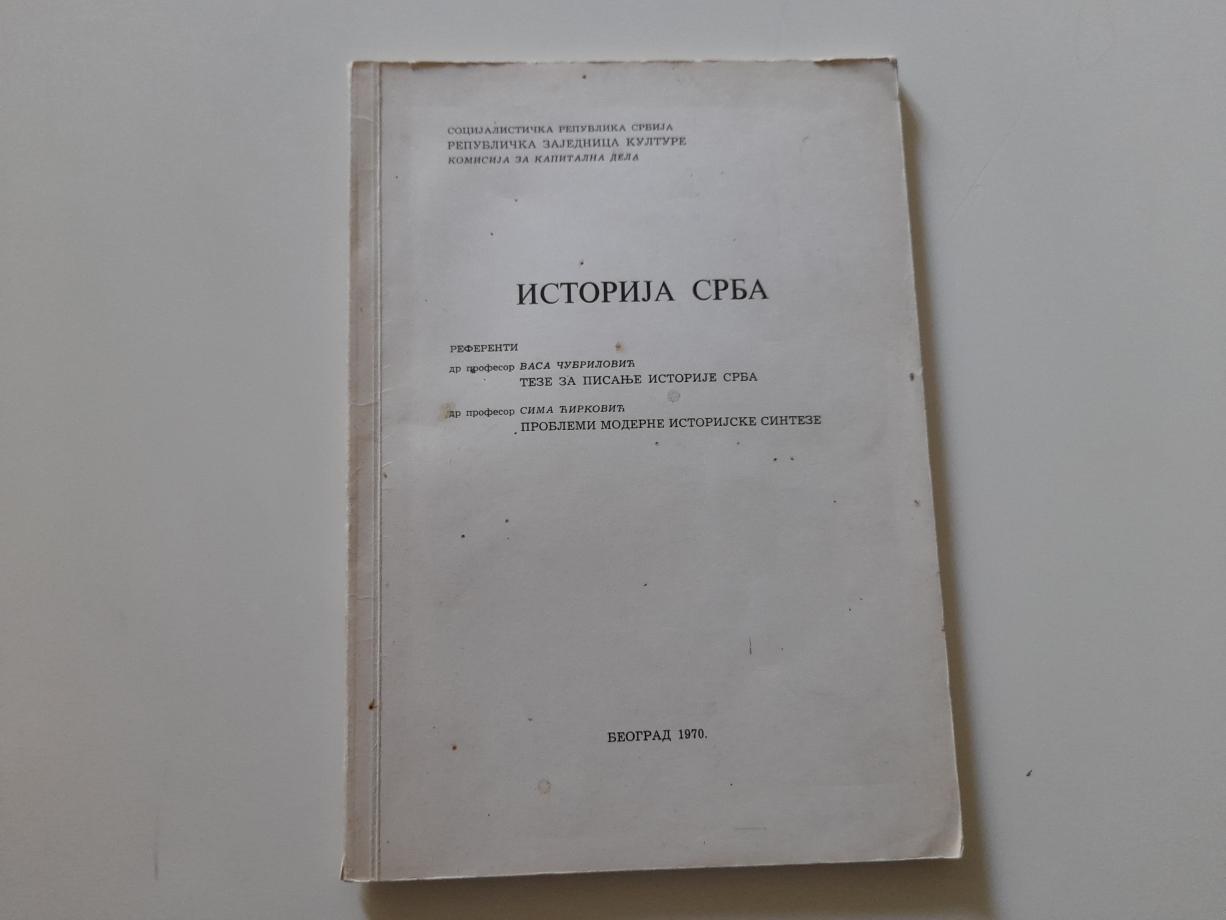 СОЦИЈАЛИСТИЧКА РЕПУБЛИКА СРБИЈА
РЕПУБЛИЧКА ЗАЈЕДНИЦА КУЛТУРЕ
КОМИСИЈА ЗА КАПИТАЛНА ДЕЛА
ИСТОРИЈА СРБА
РЕФЕРЕНТИ
др професор ВАСА ЧУБРИЛОВИЋ
ТЕЗЕ ЗА ПИСАЊЕ ИСТОРИЈЕ СРБА
др професор СИМА ЋИРКОВИЋ
ПРОБЛЕМИ МОДЕРНЕ ИСТОРИЈСКЕ СИНТЕЗЕ
БЕОГРАД 1970.